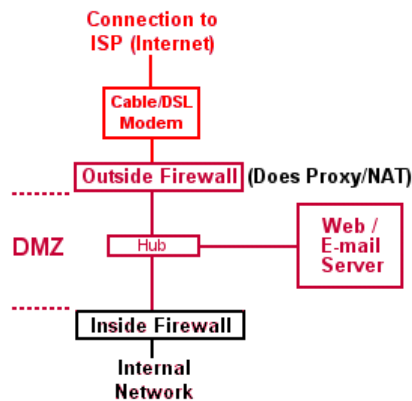 Connection to
ISP (Internet)
Cable/DSL
Modem
Outside Firewall (Does Proxy/NAT)
DMZ
Hub
Web /
E-mail
Server
Inside Firewall
Internal
Network